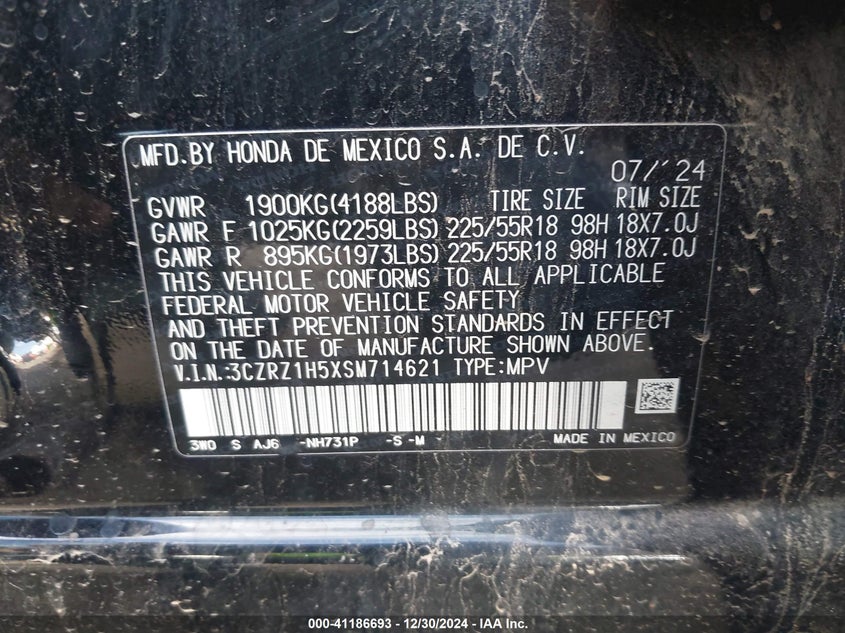 MFD.BY HONDA DE MEXICO S.A. DE C.V.
07/'24
GVWR 1900KG(4188LBS) TIRE SIZE RIM SIZE
GAWR F 1025KG(2259LBS) 225/55R18 98H 18X7.0J
GAWR R 895KG(1973LBS) 225/55R18 98H 18X7.0J
THIS VEHICLE CONFORMS TO ALL APPLICABLE
FEDERAL MOTOR VEHICLE SAFETY
AND THEFT PREVENTION STANDARDS IN EFFECT
ON THE DATE OF MANUFACTURE SHOWN ABOVE.
V.I.N.:3CZRZ1H5XSM714621 TYPE:MPV
3W0 S AJ6 -NH731P -S -M MADE IN MEXICO
000-41186693 - 12/30/2024 - IAA Inc.